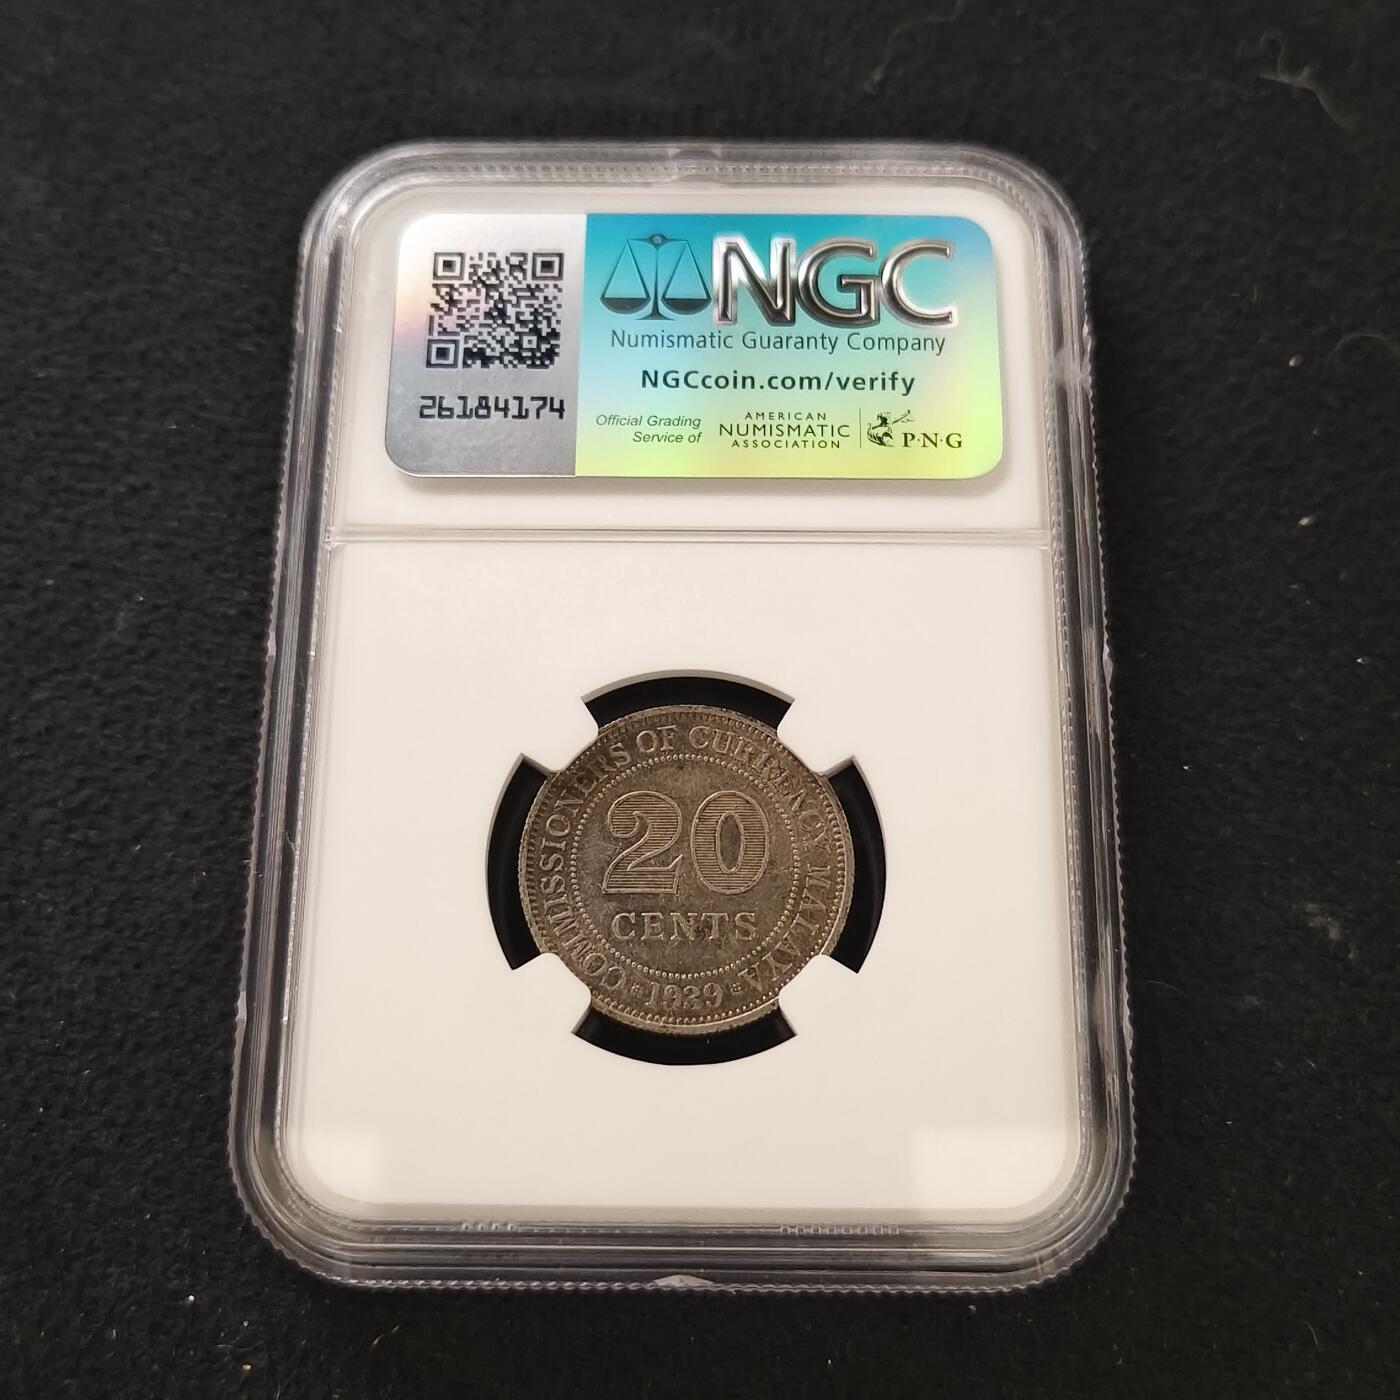 NGC
Numismatic Guaranty Company
NGCcoin.com/verify
26184174
Official Grading
Service of
AMERICAN
NUMISMATIC
ASSOCIATION
P·N·G
COMMISSIONERS OF CURRENCY MALAYA
20
CENTS
1939